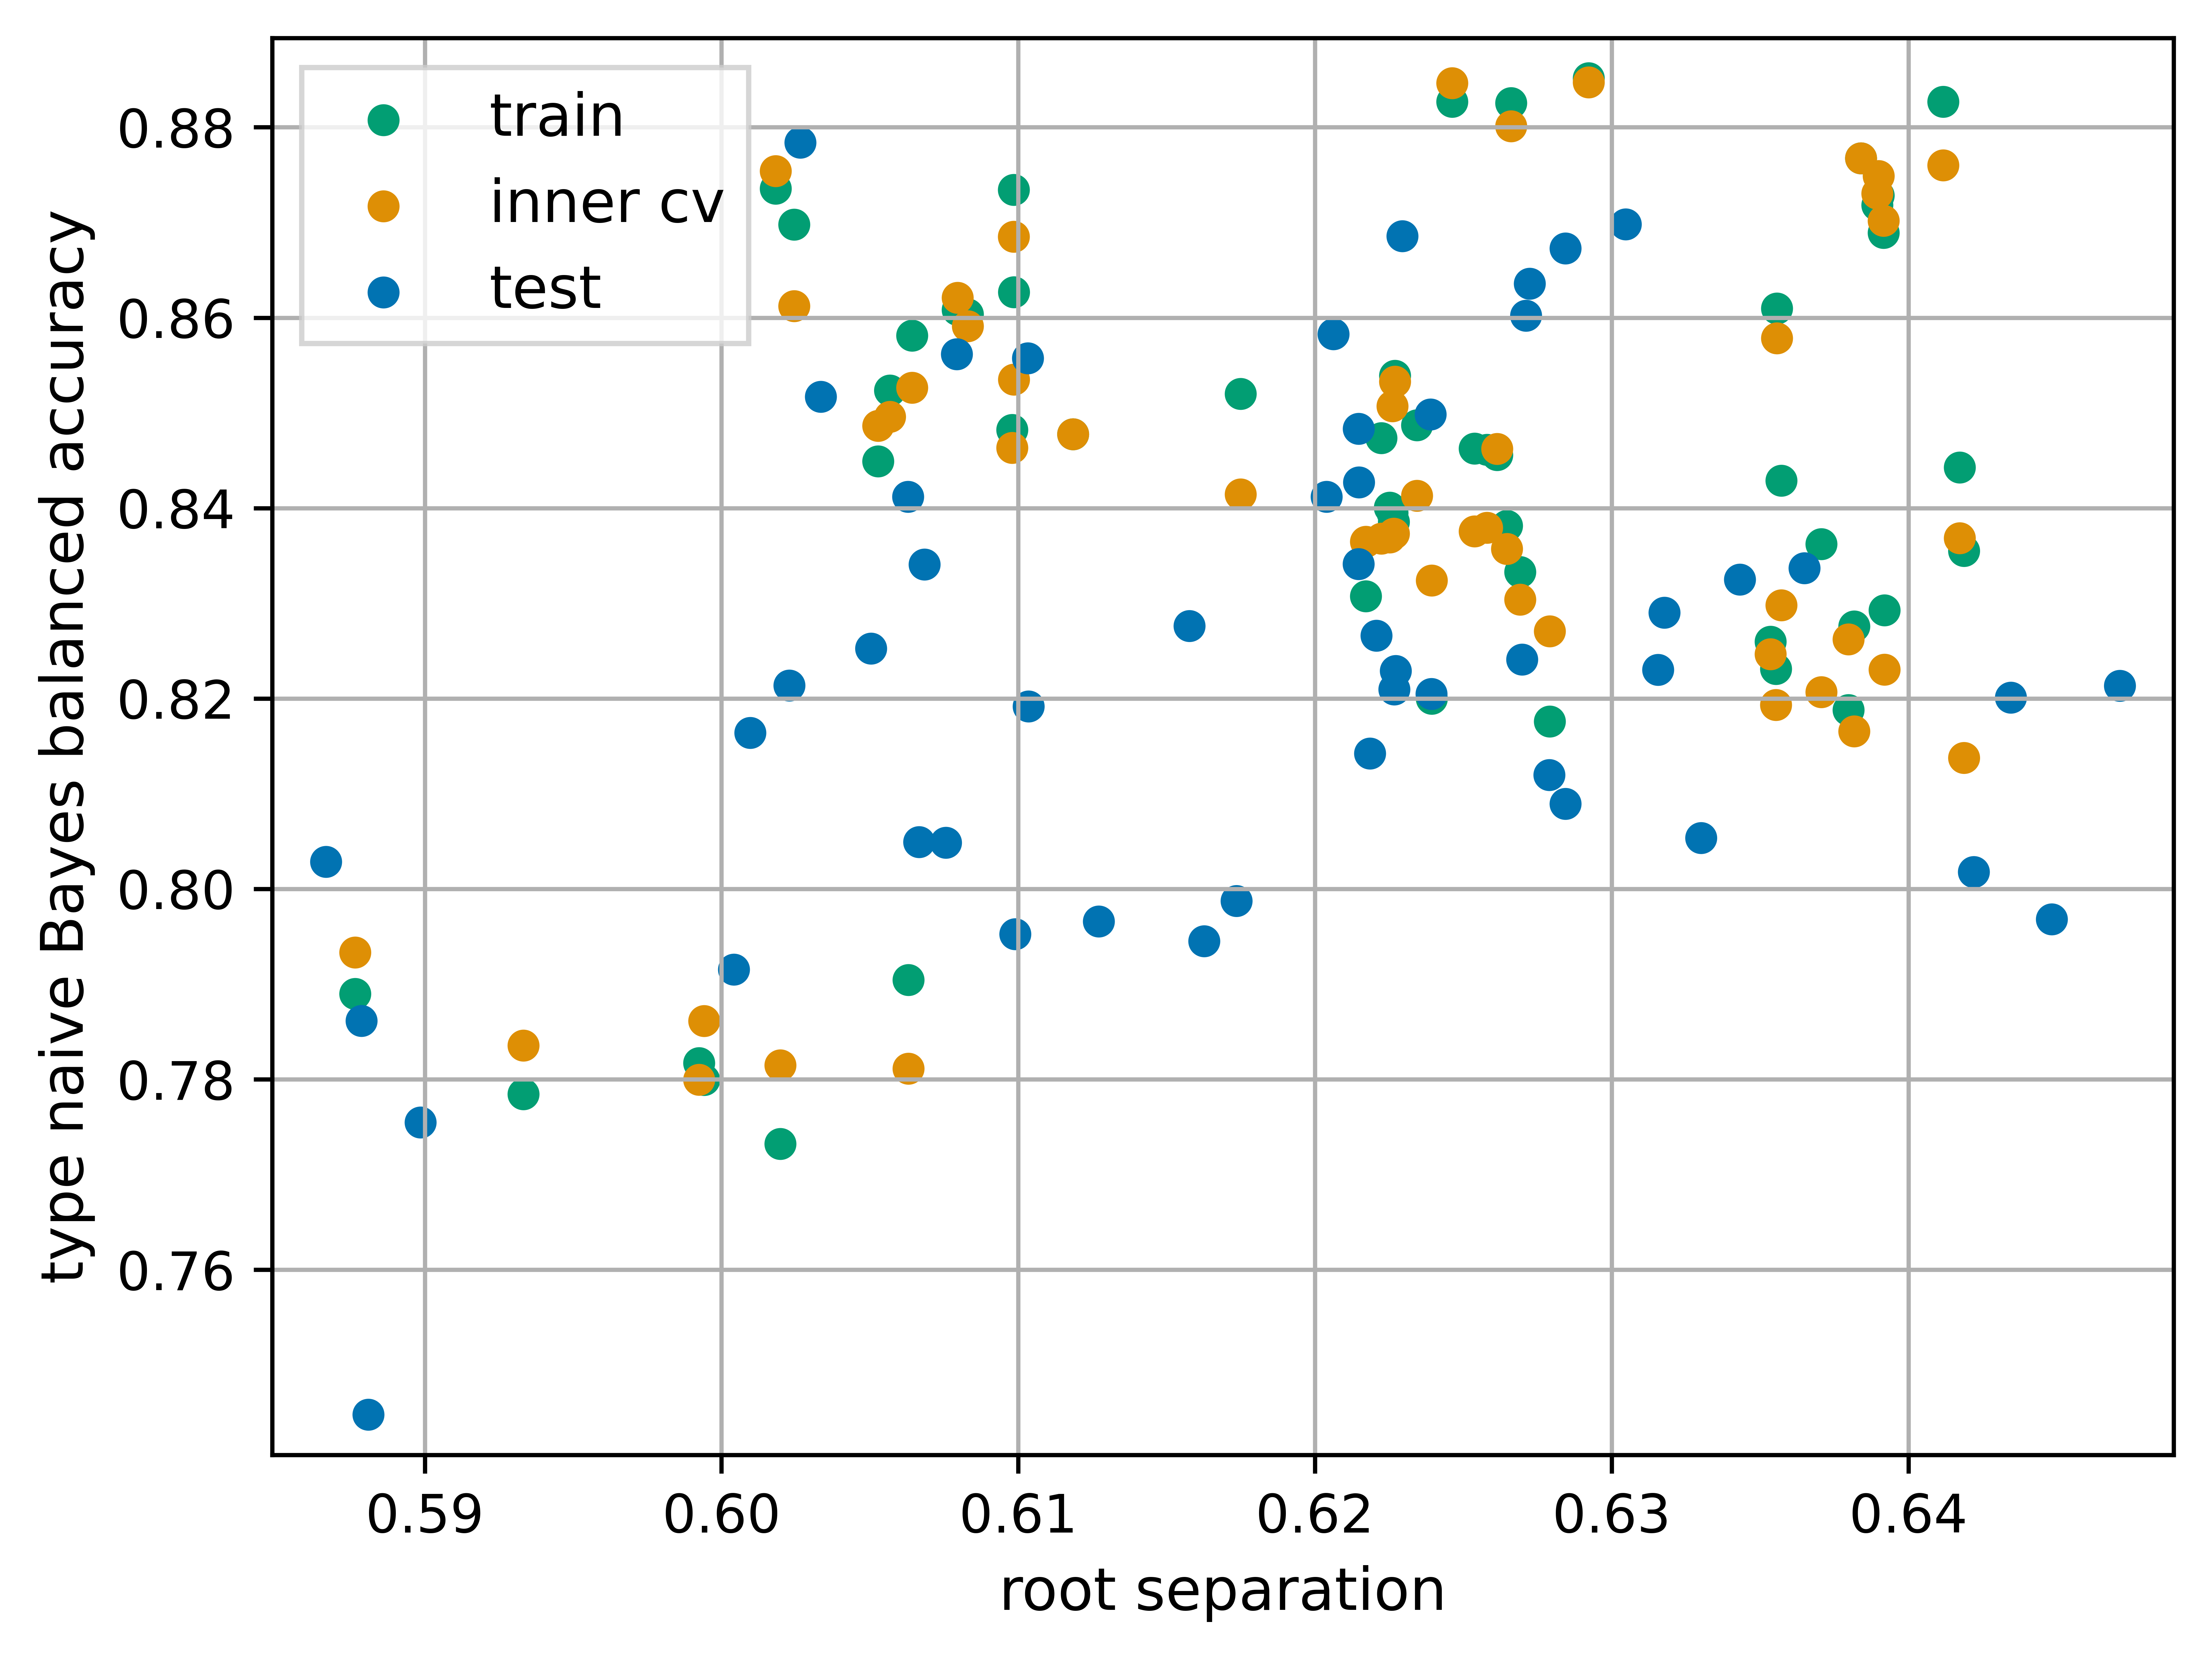 train
inner cv
test
type naive Bayes balanced accuracy
0.88
0.86
0.84
0.82
0.80
0.78
0.76
0.59 0.60 0.61 0.62 0.63 0.64
root separation